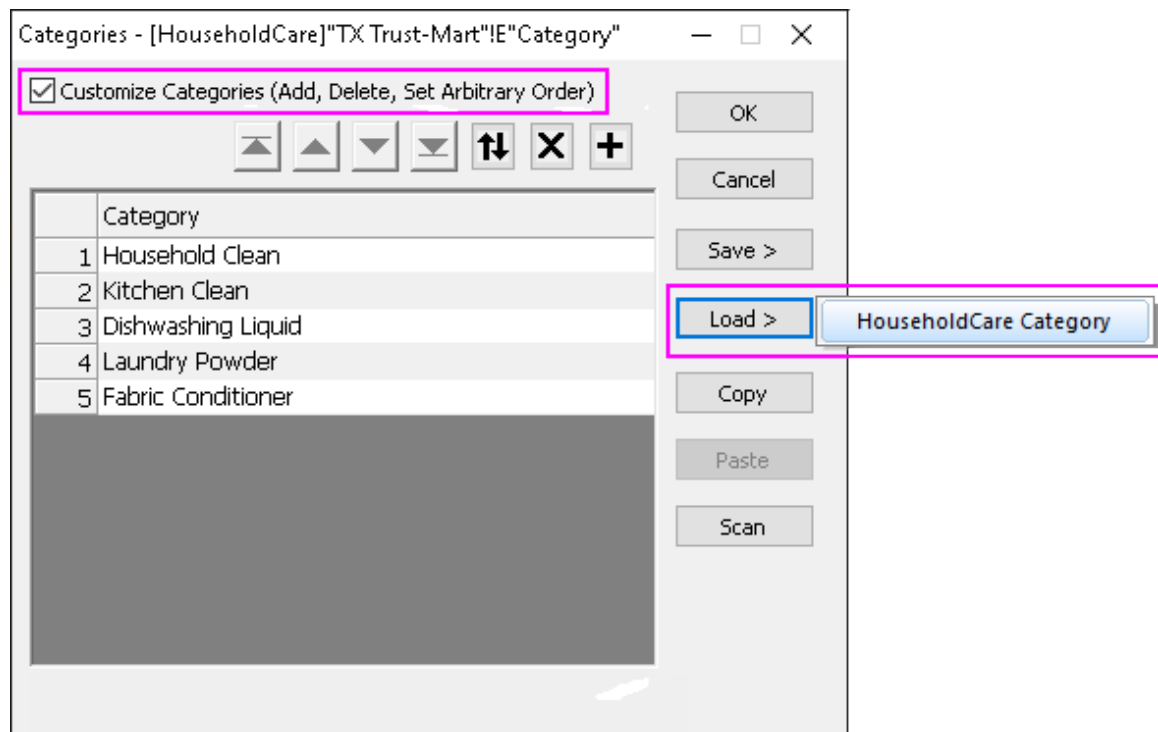 Categories - [HouseholdCare]"TX Trust-Mart"!E"Category"
Customize Categories (Add, Delete, Set Arbitrary Order)
OK
Cancel
Category
1 Household Clean
Save >
2 Kitchen Clean
3 Dishwashing Liquid
Load >
HouseholdCare Category
4 Laundry Powder
5 Fabric Conditioner
Copy
Paste
Scan